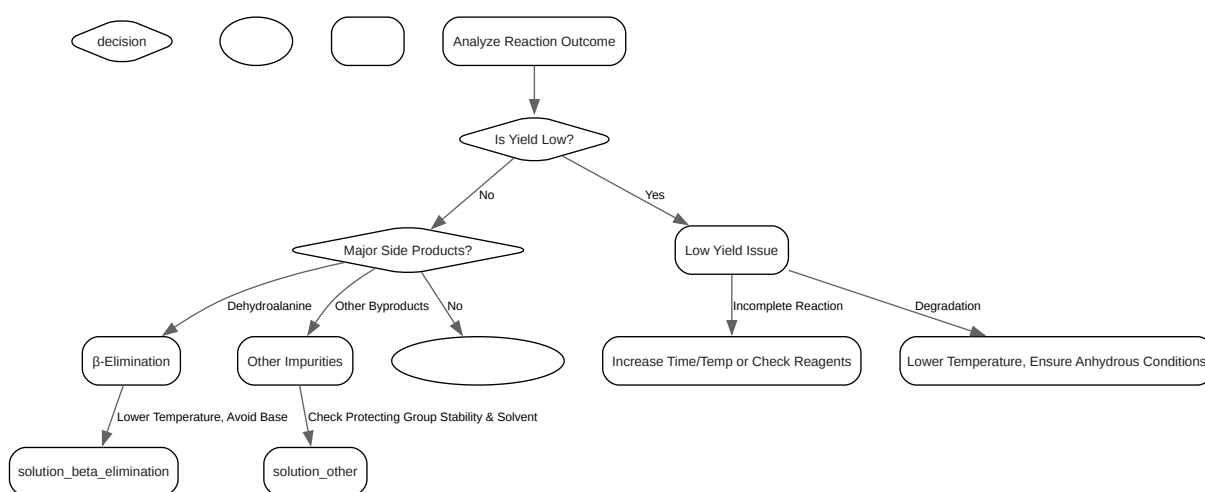 decision
Analyze Reaction Outcome
Is Yield Low?
No
Yes
Major Side Products?
Low Yield Issue
Dehydroalanine
Other Byproducts
No
Incomplete Reaction
Degradation
β-Elimination
Other Impurities
Increase Time/Temp or Check Reagents
Lower Temperature, Ensure Anhydrous Conditions
Lower Temperature, Avoid Base
Check Protecting Group Stability & Solvent
solution_beta_elimination
solution_other